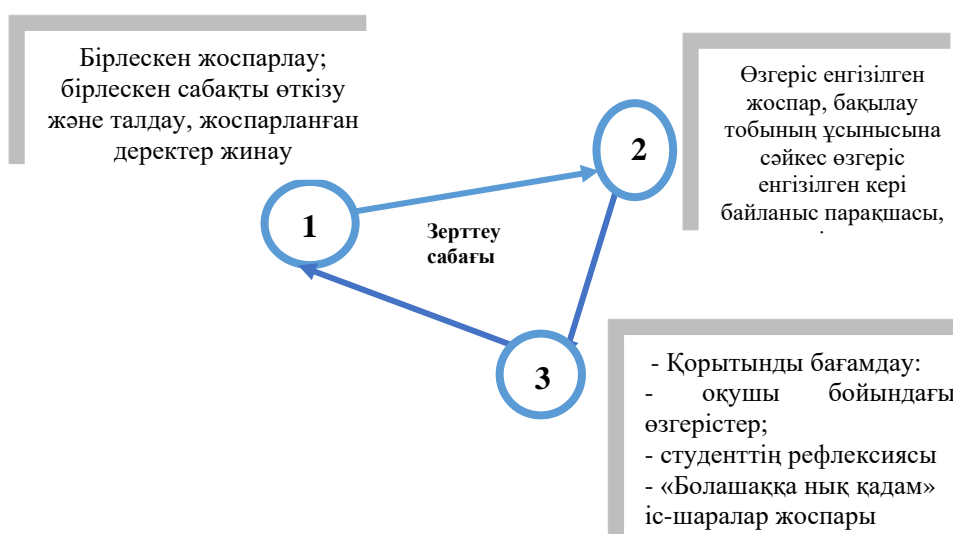 Бірлескен жоспарлау;
бірлескен сабақты өткізу
және талдау, жоспарланған
деректер жинау
1
Зерттеу
сабағы
2
Өзгеріс енгізілген
жоспар, бақылау
тобының ұсынысына
сәйкес өзгеріс
енгізілген кері
байланыс парақшасы,
3
- Қорытынды бағамдау:
- оқушы бойындағы
өзгерістер;
- студенттің рефлексиясы
- «Болашаққа нық қадам»
іс-шаралар жоспары